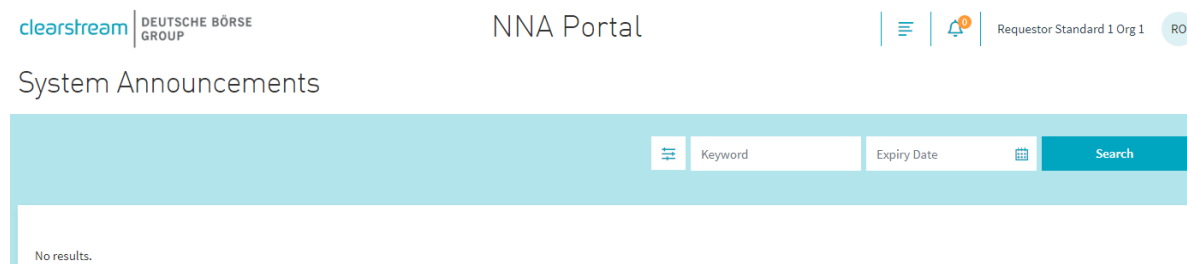 clearstream DEUTSCHE BÖRSE GROUP
NNA Portal
0
Requestor Standard 1 Org 1
RO
System Announcements
Keyword
Expiry Date
Search
No results.